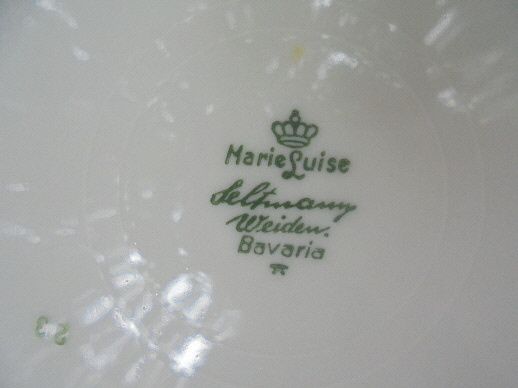 Marie Luise
Seltmann
Weiden.
Bavaria